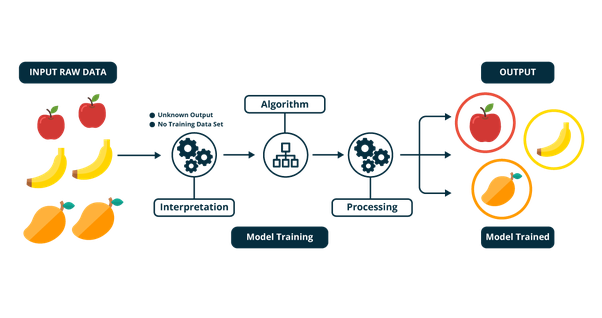 INPUT RAW DATA
OUTPUT
Algorithm
Unknown Output
No Training Data Set
Interpretation
Processing
Model Training
Model Trained